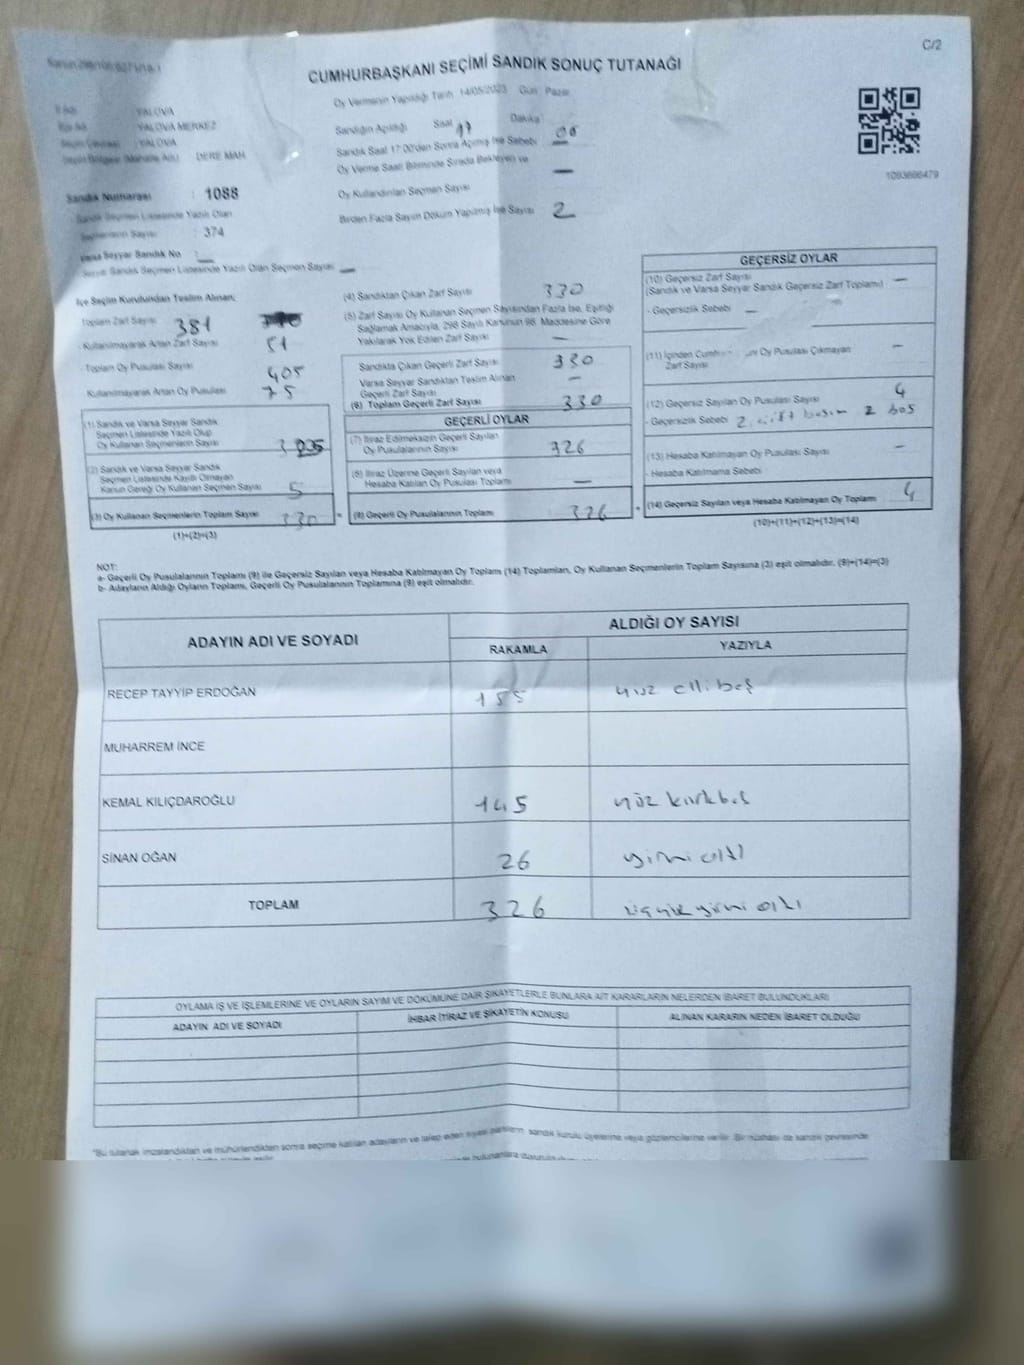 C/2
CUMHURBAŞKANI SEÇİMİ SANDIK SONUÇ TUTANAĞI
İl Adı : YALOVA
İlçe Adı : YALOVA MERKEZ
Seçim Çevresi : YALOVA
Seçim Bölgesi (Mahalle Adı) : DERE MAH.
Sandık Numarası : 1088
Sandık Seçmen Listesinde Yazılı Olan
Seçmenlerin Sayısı : 374
Varsa Seyyar Sandık No : —
Seyyar Sandık Seçmen Listesinde Yazılı Olan Seçmen Sayısı —
Oy Vermenin Yapıldığı Tarih 14/05/2023 Gün Pazar
Sandığın Açıldığı Saat 17 Dakika 00
Sandık Saat 17:00'den Sonra Açılmış İse Sebebi
Oy Verme Saati Bitiminde Sırada Bekleyen ve —
Oy Kullandırılan Seçmen Sayısı
Birden Fazla Sayım Döküm Yapılmış İse Sayısı 2
1093666479
İlçe Seçim Kurulundan Teslim Alınan;
Toplam Zarf Sayısı 381
- Kullanılmayarak Artan Zarf Sayısı 51
- Toplam Oy Pusulası Sayısı 405
Kullanılmayarak Artan Oy Pusulası 75
(1) Sandık ve Varsa Seyyar Sandık
Seçmen Listesinde Yazılı Olup
Oy Kullanan Seçmenlerin Sayısı
(2) Sandık ve Varsa Seyyar Sandık
Seçmen Listesinde Kayıtlı Olmayan
Kanun Gereği Oy Kullanan Seçmen Sayısı 5
(3) Oy Kullanan Seçmenlerin Toplam Sayısı 330
(1)+(2)=(3)
(4) Sandıktan Çıkan Zarf Sayısı 330
(5) Zarf Sayısı Oy Kullanan Seçmen Sayısından Fazla İse, Eşitliği
Sağlamak Amacıyla, 298 Sayılı Kanunun 98. Maddesine Göre
Yakılarak Yok Edilen Zarf Sayısı —
Sandıkta Çıkan Geçerli Zarf Sayısı 330
Varsa Seyyar Sandıktan Teslim Alınan
Geçerli Zarf Sayısı —
(6) Toplam Geçerli Zarf Sayısı 330
GEÇERLİ OYLAR
(7) İtiraz Edilmeksizin Geçerli Sayılan
Oy Pusulalarının Sayısı 326
(8) İtiraz Üzerine Geçerli Sayılan veya
Hesaba Katılan Oy Pusulası Toplamı —
(9) Geçerli Oy Pusulalarının Toplamı 326
GEÇERSİZ OYLAR
(10) Geçersiz Zarf Sayısı —
(Sandık ve Varsa Seyyar Sandık Geçersiz Zarf Toplamı)
- Geçersizlik Sebebi —
(11) İçinden Oy Pusulası Çıkmayan —
Zarf Sayısı
(12) Geçersiz Sayılan Oy Pusulası Sayısı 4
- Geçersizlik Sebebi 2 2 boş
(13) Hesaba Katılmayan Oy Pusulası Sayısı —
- Hesaba Katılmama Sebebi
(14) Geçersiz Sayılan veya Hesaba Katılmayan Oy Toplamı 4
(10)+(11)+(12)+(13)=(14)
NOT:
a- Geçerli Oy Pusulalarının Toplamı (9) ile Geçersiz Sayılan veya Hesaba Katılmayan Oy Toplamı (14) Toplamları, Oy Kullanan Seçmenlerin Toplam Sayısına (3) eşit olmalıdır. (9)+(14)=(3)
b- Adayların Aldığı Oyların Toplamı, Geçerli Oy Pusulalarının Toplamına (9) eşit olmalıdır.
ADAYIN ADI VE SOYADI ALDIĞI OY SAYISI
RAKAMLA YAZIYLA
RECEP TAYYİP ERDOĞAN 155 yüz elli beş
MUHARREM İNCE
KEMAL KILIÇDAROĞLU 145 yüz kırk beş
SİNAN OĞAN 26 yirmi altı
TOPLAM 326 üçyüz yirmi altı
OYLAMA İŞ VE İŞLEMLERİNE VE OYLARIN SAYIM VE DÖKÜMÜNE DAİR ŞİKAYETLERLE BUNLARA AİT KARARLARIN NELERDEN İBARET BULUNDUKLARI
ADAYIN ADI VE SOYADI İHBAR İTİRAZ VE ŞİKAYETİN KONUSU ALINAN KARARIN NEDEN İBARET OLDUĞU
"Bu tutanak imzalandıktan ve mühürlendikten sonra seçime katılan adayların ve talep eden siyasi partilerin sandık kurulu üyelerine veya gözlemcilerine verilir. Bir nüshası da sandık çevresinde